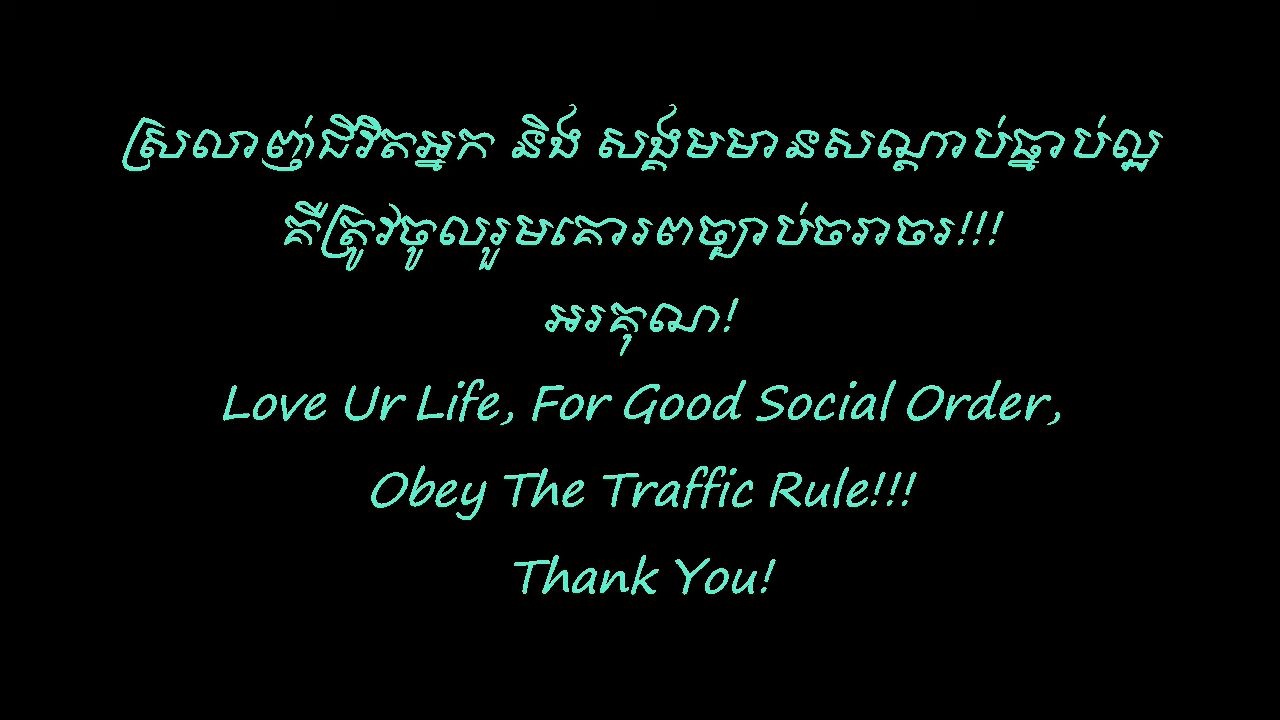 ស្រលាញ់ជីវិតអ្នក និង សង្គមមានសណ្ដាប់ធ្នាប់ល្អ
គឺត្រូវចូលរួមគោរពច្បាប់ចរាចរ!!!
អរគុណ!
Love Ur Life, For Good Social Order,
Obey The Traffic Rule!!!
Thank You!